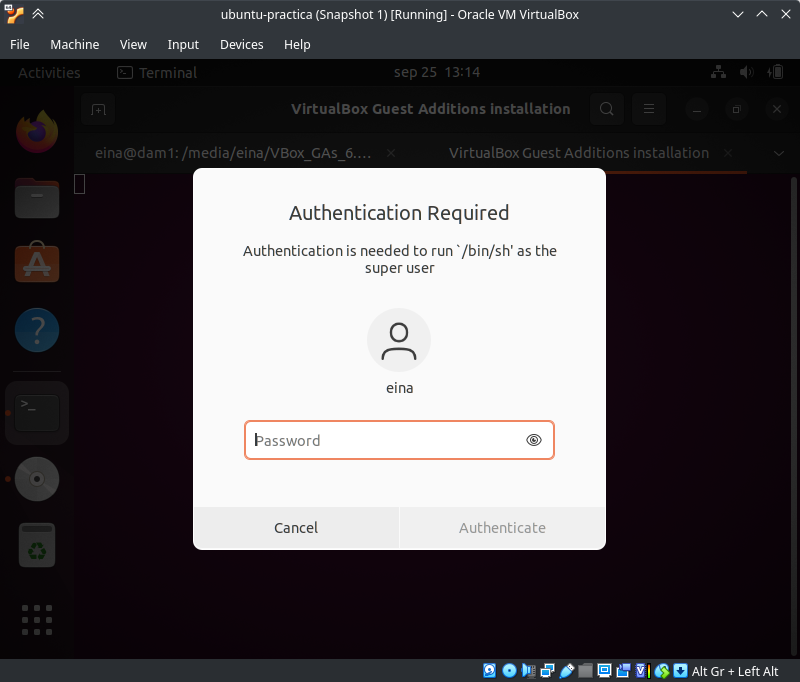 ubuntu-practica (Snapshot 1) [Running] - Oracle VM VirtualBox
File Machine View Input Devices Help
Activities Terminal sep 25 13:14
VirtualBox Guest Additions installation
eina@dam1: /media/eina/VBox_GAs_6.… VirtualBox Guest Additions installation
Authentication Required
Authentication is needed to run `/bin/sh' as the
super user
eina
Password
Cancel Authenticate
Alt Gr + Left Alt